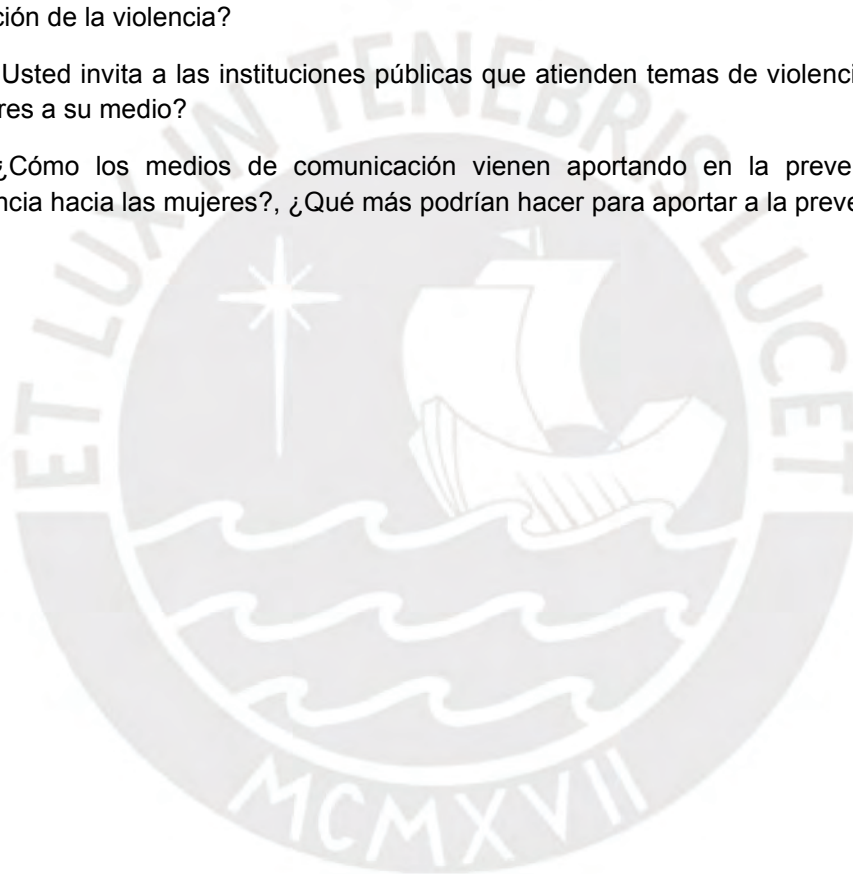 ción de la violencia?
Usted invita a las instituciones públicas que atienden temas de violenci
res a su medio?
¿Cómo los medios de comunicación vienen aportando en la preve
ncia hacia las mujeres?, ¿Qué más podrían hacer para aportar a la preve
ET LUX IN TENEBRIS LUCET
MCMXVII